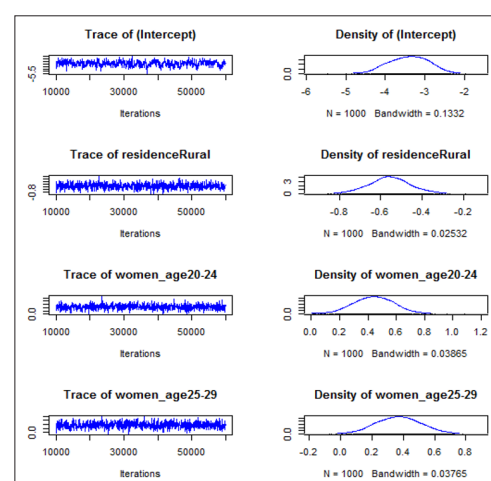 Trace of (Intercept)
-5.5
10000 30000 50000
Iterations
Density of (Intercept)
0.0
-6 -5 -4 -3 -2
N = 1000 Bandwidth = 0.1332
Trace of residenceRural
-0.8
10000 30000 50000
Iterations
Density of residenceRural
0 3
-0.8 -0.6 -0.4 -0.2
N = 1000 Bandwidth = 0.02532
Trace of women_age20-24
0.0
10000 30000 50000
Iterations
Density of women_age20-24
0.0
0.0 0.2 0.4 0.6 0.8 1.0 1.2
N = 1000 Bandwidth = 0.03865
Trace of women_age25-29
0.0
10000 30000 50000
Iterations
Density of women_age25-29
0.0
-0.2 0.2 0.4 0.6 0.8
N = 1000 Bandwidth = 0.03765